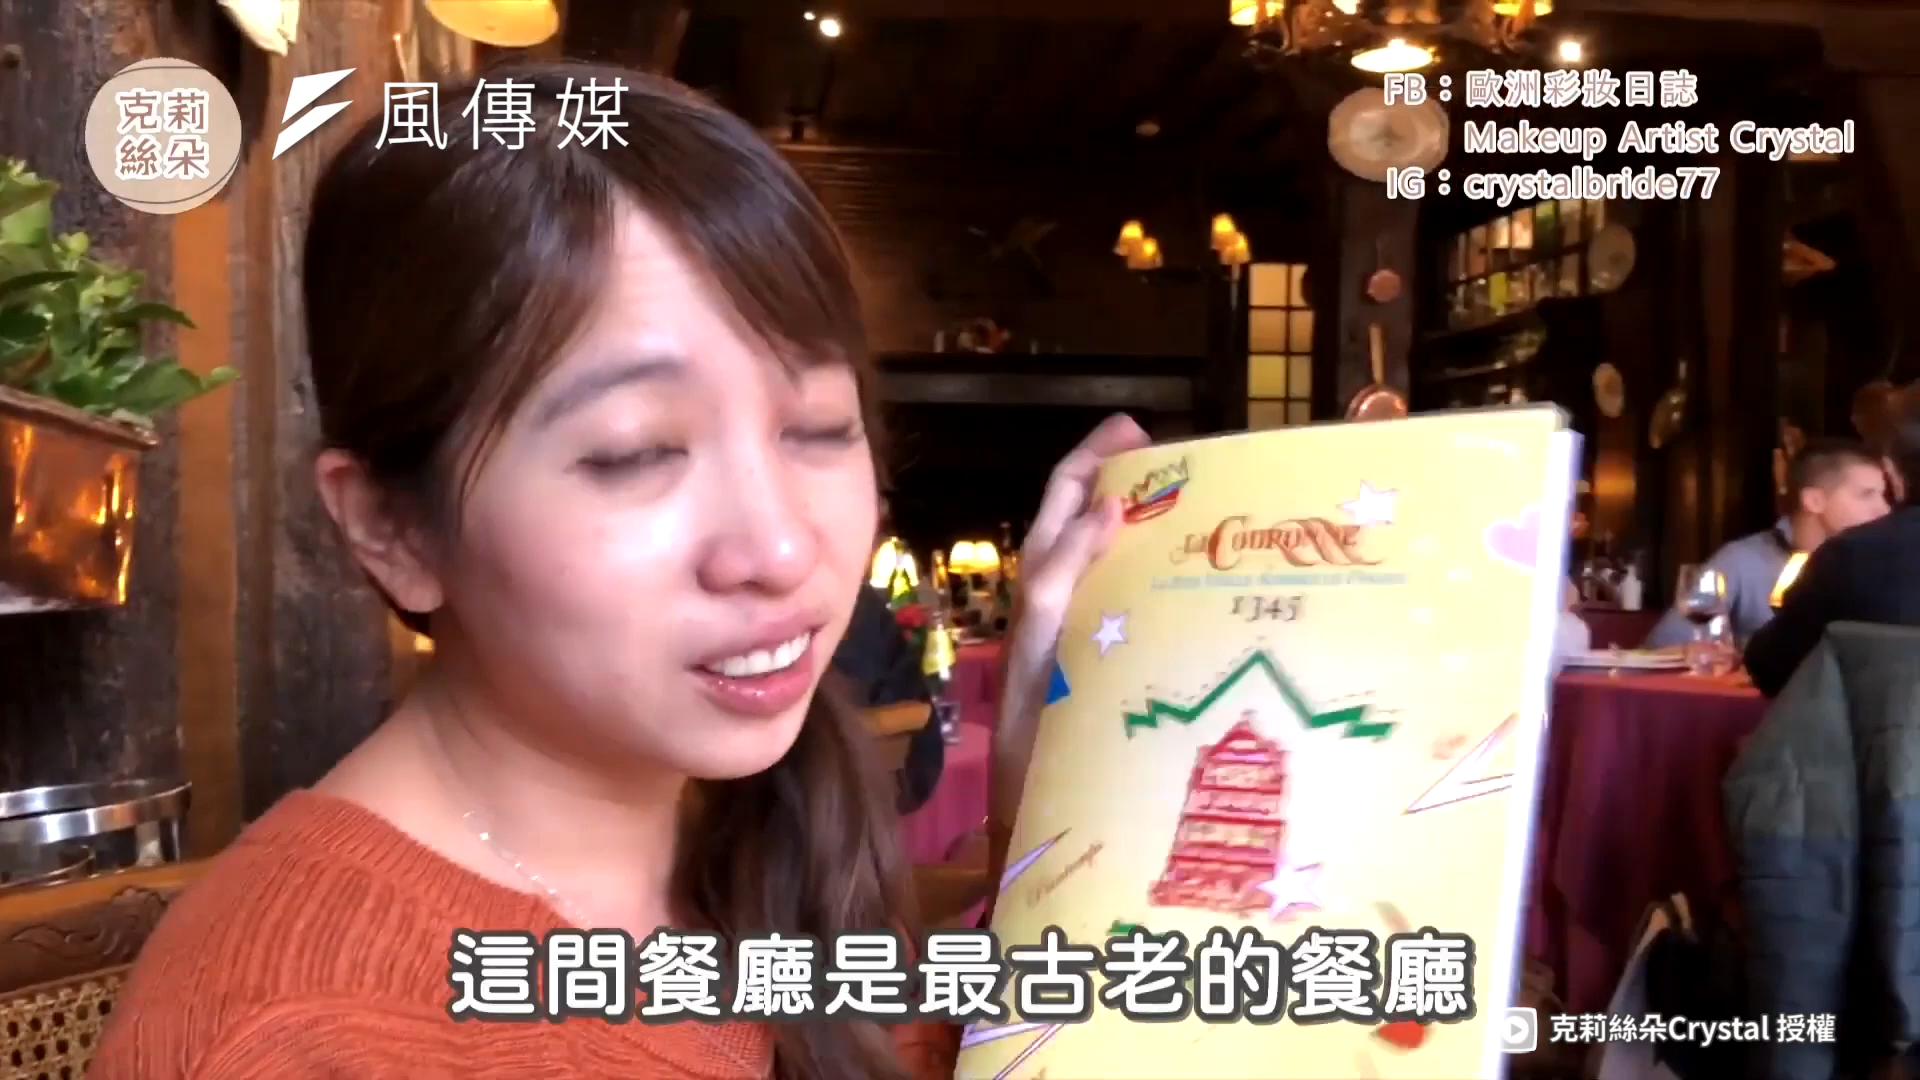 克莉
絲朵
風傳媒
FB：歐洲彩妝日誌
Makeup Artist Crystal
IG：crystalbride77
LA COURONNE
1345
這間餐廳是最古老的餐廳
克莉絲朵Crystal 授權